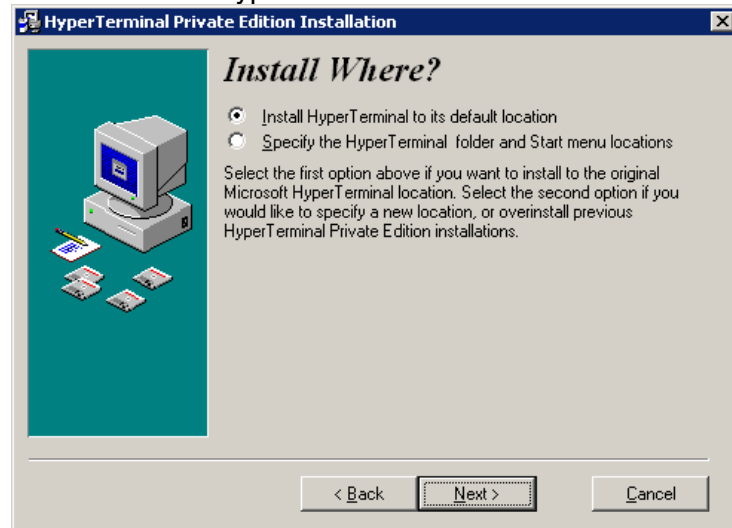 HyperTerminal Private Edition Installation
Install Where?
Install HyperTerminal to its default location
Specify the HyperTerminal folder and Start menu locations
Select the first option above if you want to install to the original
Microsoft HyperTerminal location. Select the second option if you
would like to specify a new location, or overinstall previous
HyperTerminal Private Edition installations.
< Back
Next >
Cancel